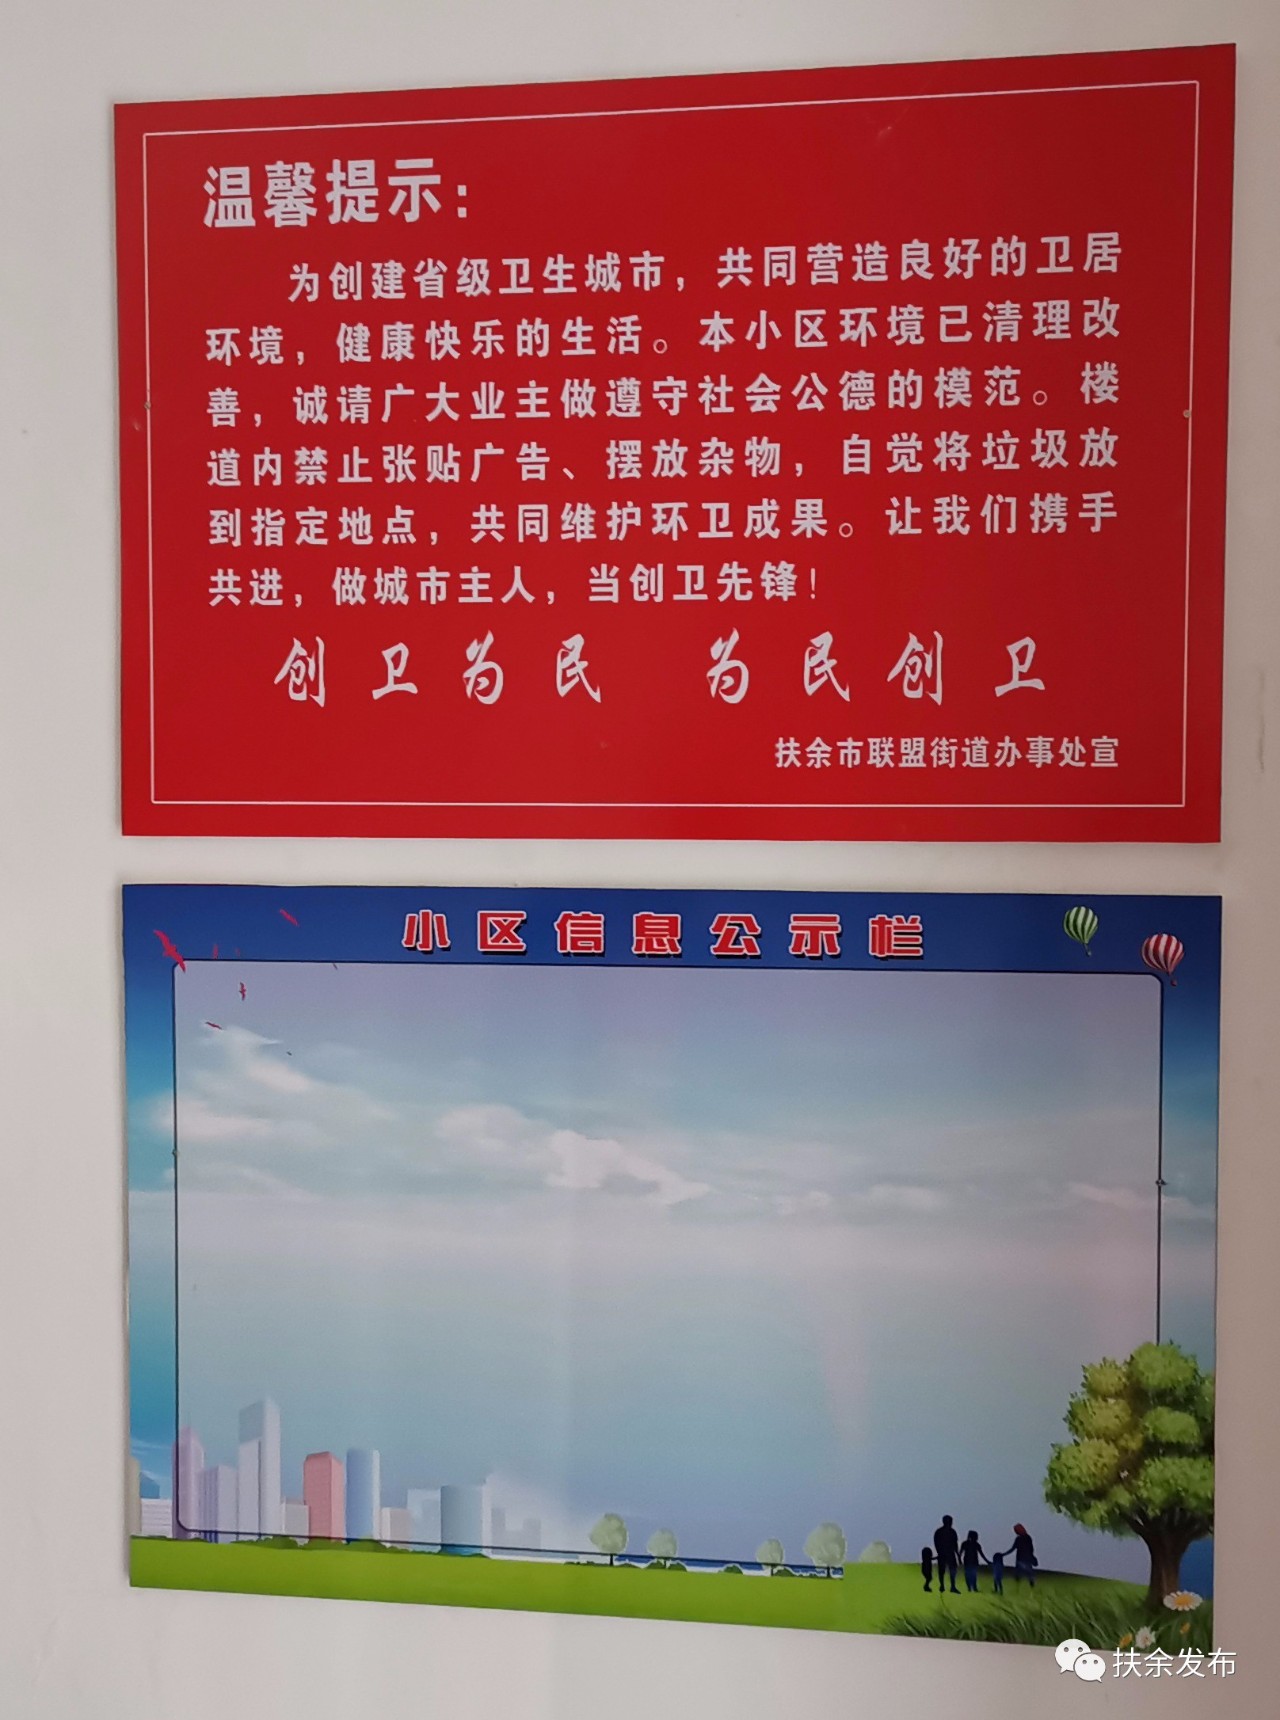 温馨提示：
为创建省级卫生城市，共同营造良好的卫居
环境，健康快乐的生活。本小区环境已清理改
善，诚请广大业主做遵守社会公德的模范。楼
道内禁止张贴广告、摆放杂物，自觉将垃圾放
到指定地点，共同维护环卫成果。让我们携手
共进，做城市主人，当创卫先锋！
创卫为民 为民创卫
扶余市联盟街道办事处宣
小区信息公示栏
扶余发布